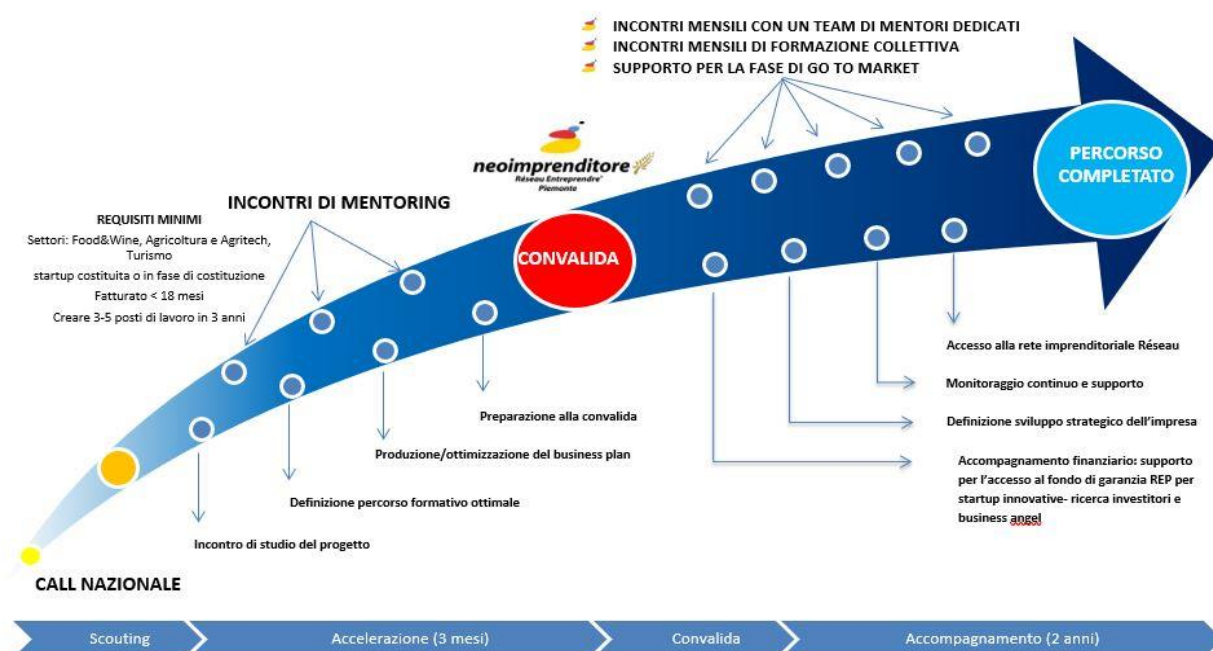 INCONTRI MENSILI CON UN TEAM DI MENTORI DEDICATI
INCONTRI MENSILI DI FORMAZIONE COLLETTIVA
SUPPORTO PER LA FASE DI GO TO MARKET
neoimprenditore
Réseau Entreprendre®
Piemonte
PERCORSO
COMPLETATO
INCONTRI DI MENTORING
REQUISITI MINIMI
Settori: Food&Wine, Agricoltura e Agritech,
Turismo
startup costituita o in fase di costituzione
Fatturato < 18 mesi
Creare 3-5 posti di lavoro in 3 anni
CONVALIDA
Accesso alla rete imprenditoriale Réseau
Monitoraggio continuo e supporto
Preparazione alla convalida
Definizione sviluppo strategico dell'impresa
Produzione/ottimizzazione del business plan
Accompagnamento finanziario: supporto
per l'accesso al fondo di garanzia REP per
startup innovative- ricerca investitori e
business angel
Definizione percorso formativo ottimale
Incontro di studio del progetto
CALL NAZIONALE
Scouting
Accelerazione (3 mesi)
Convalida
Accompagnamento (2 anni)